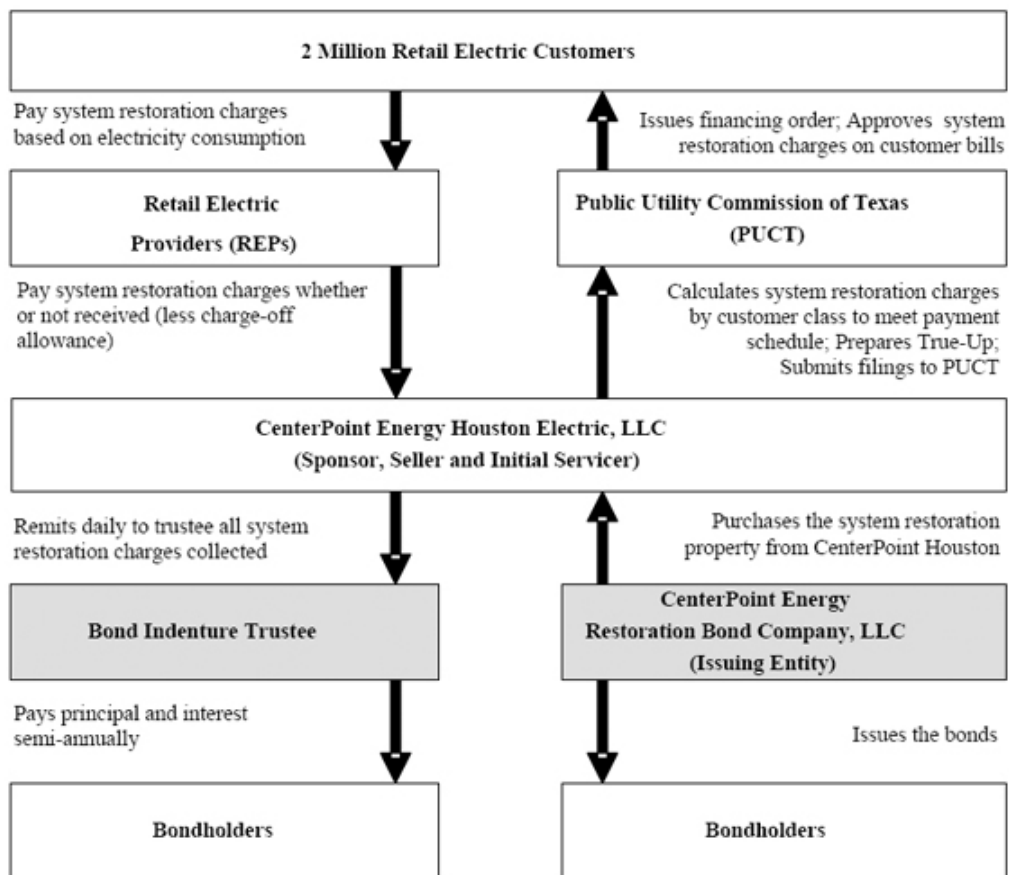 2 Million Retail Electric Customers
Pay system restoration charges
based on electricity consumption
Issues financing order; Approves system
restoration charges on customer bills
Retail Electric
Providers (REPs)
Public Utility Commission of Texas
(PUCT)
Pay system restoration charges whether
or not received (less charge-off
allowance)
Calculates system restoration charges
by customer class to meet payment
schedule; Prepares True-Up;
Submits filings to PUCT
CenterPoint Energy Houston Electric, LLC
(Sponsor, Seller and Initial Servicer)
Remits daily to trustee all system
restoration charges collected
Purchases the system restoration
property from CenterPoint Houston
Bond Indenture Trustee
CenterPoint Energy
Restoration Bond Company, LLC
(Issuing Entity)
Pays principal and interest
semi-annually
Issues the bonds
Bondholders
Bondholders